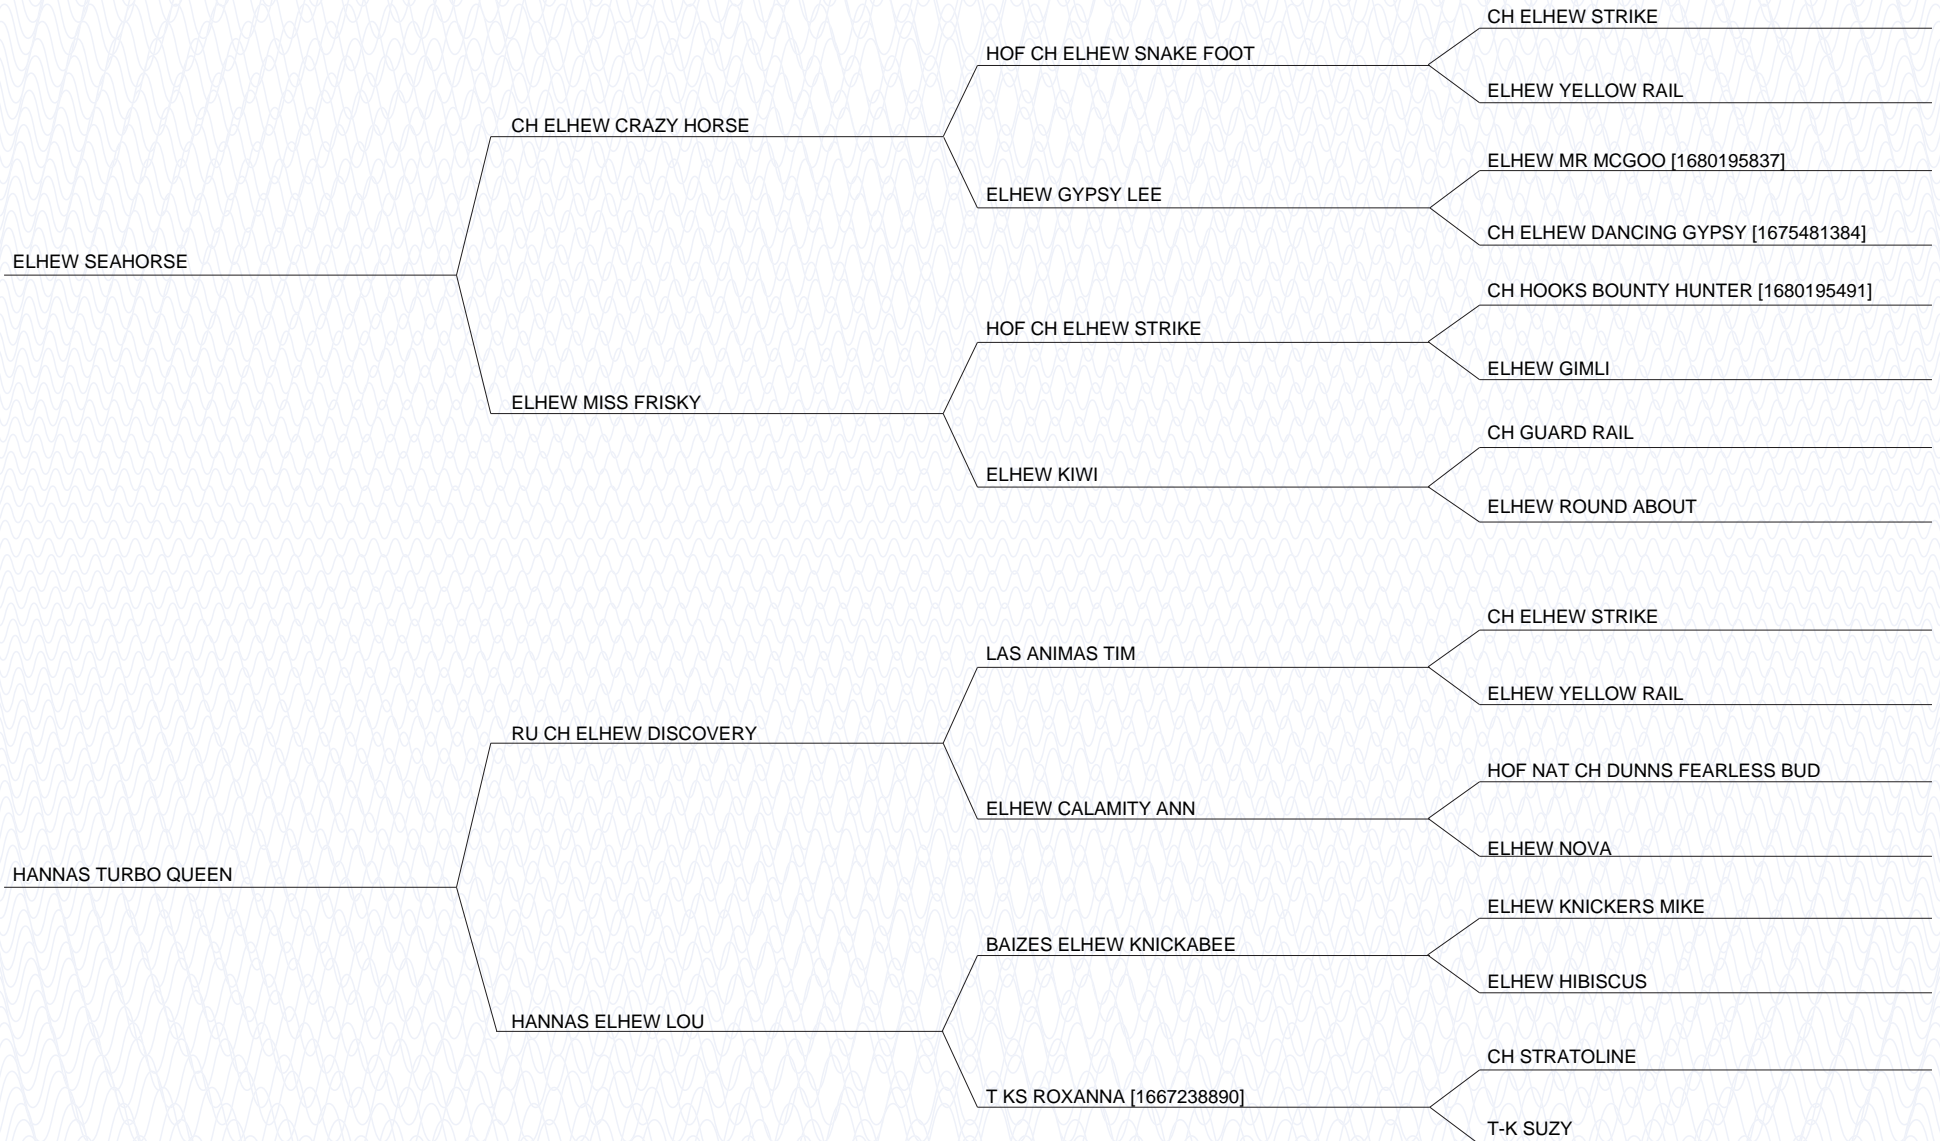 CH ELHEW STRIKE
HOF CH ELHEW SNAKE FOOT
ELHEW YELLOW RAIL
CH ELHEW CRAZY HORSE
ELHEW MR MCGOO [1680195837]
ELHEW GYPSY LEE
CH ELHEW DANCING GYPSY [1675481384]
ELHEW SEAHORSE
CH HOOKS BOUNTY HUNTER [1680195491]
HOF CH ELHEW STRIKE
ELHEW GIMLI
ELHEW MISS FRISKY
CH GUARD RAIL
ELHEW KIWI
ELHEW ROUND ABOUT
CH ELHEW STRIKE
LAS ANIMAS TIM
ELHEW YELLOW RAIL
RU CH ELHEW DISCOVERY
HOF NAT CH DUNNS FEARLESS BUD
ELHEW CALAMITY ANN
ELHEW NOVA
HANNAS TURBO QUEEN
ELHEW KNICKERS MIKE
BAIZES ELHEW KNICKABEE
ELHEW HIBISCUS
HANNAS ELHEW LOU
CH STRATOLINE
T KS ROXANNA [1667238890]
T-K SUZY